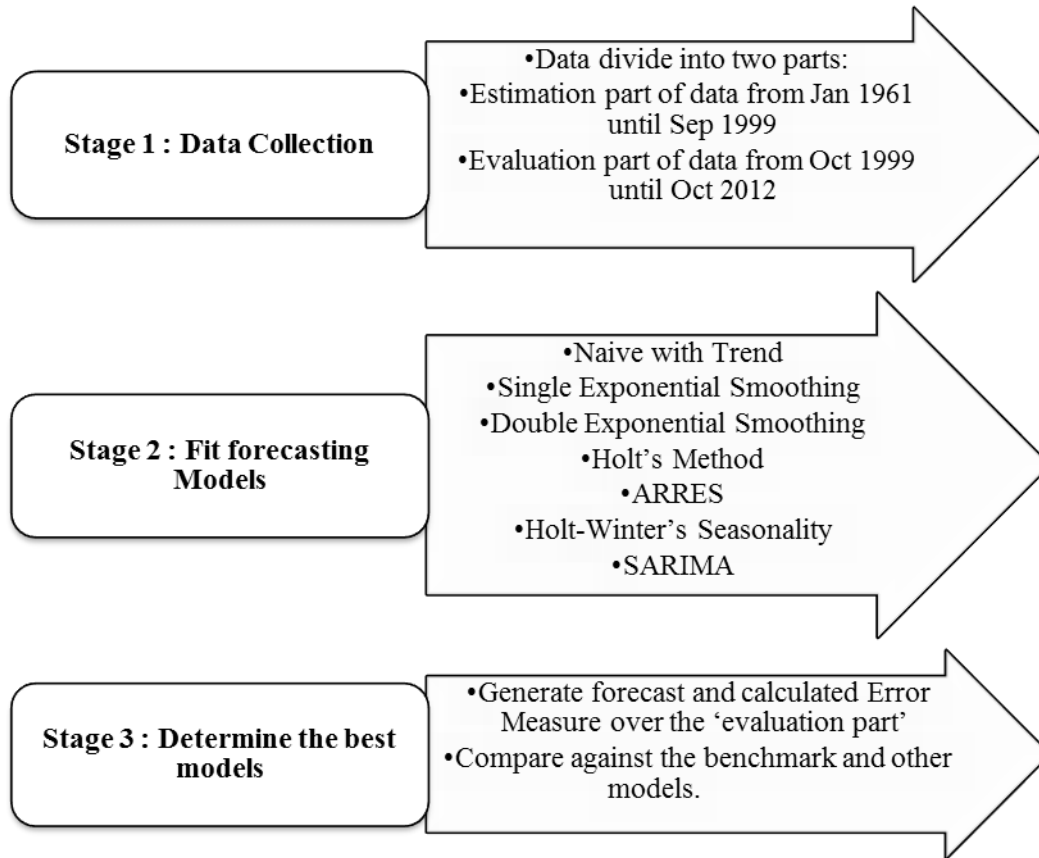 Stage 1 : Data Collection
•Data divide into two parts:
•Estimation part of data from Jan 1961
until Sep 1999
•Evaluation part of data from Oct 1999
until Oct 2012
Stage 2 : Fit forecasting
Models
•Naive with Trend
•Single Exponential Smoothing
•Double Exponential Smoothing
•Holt’s Method
•ARRES
•Holt-Winter’s Seasonality
•SARIMA
Stage 3 : Determine the best
models
•Generate forecast and calculated Error
Measure over the ‘evaluation part’
•Compare against the benchmark and other
models.